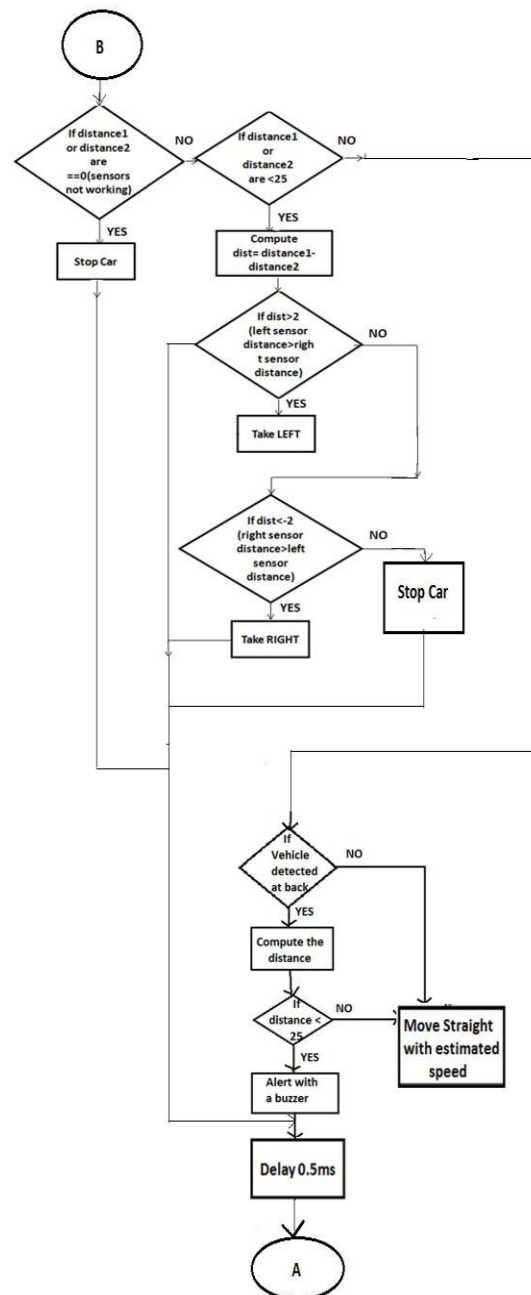 B
If distance1
or distance2
are
==0(sensors
not working)
NO
If distance1
or
distance2
are <25
NO
YES
Stop Car
YES
Compute
dist= distance1-
distance2
If dist>2
(left sensor
distance>righ
t sensor
distance)
NO
YES
Take LEFT
If dist<-2
(right sensor
distance>left
sensor
distance)
NO
Stop Car
YES
Take RIGHT
If
Vehicle
detected
at back
NO
YES
Compute the
distance
If
distance <
25
NO
Move Straight
with estimated
speed
YES
Alert with
a buzzer
Delay 0.5ms
A